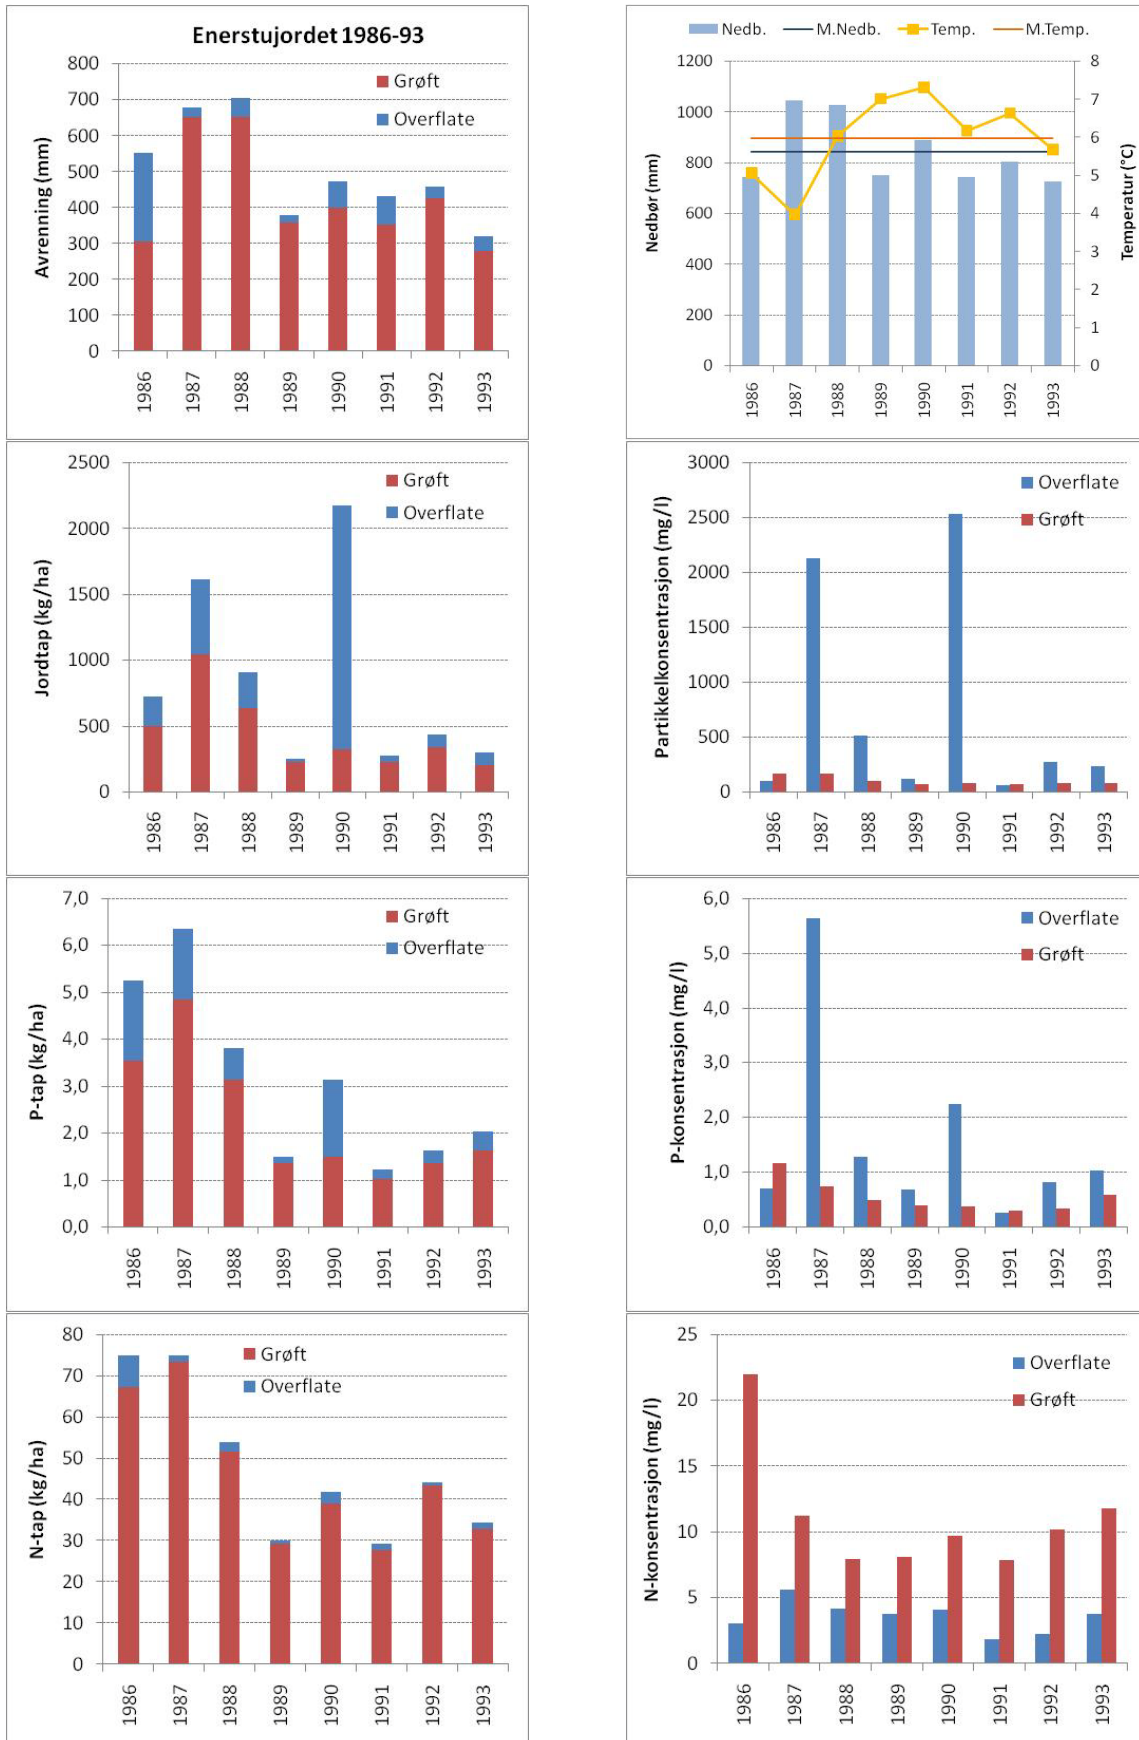 Enerstujordet 1986-93
Avrenning (mm)
800
700
600
500
400
300
200
100
0
Grøft
Overflate
1986 1987 1988 1989 1990 1991 1992 1993
Nedb. M.Nedb. Temp. M.Temp.
Nedbør (mm)
1200
1000
800
600
400
200
0
Temperatur (°C)
8
7
6
5
4
3
2
1
0
1986 1987 1988 1989 1990 1991 1992 1993
Jordtap (kg/ha)
2500
2000
1500
1000
500
0
Grøft
Overflate
1986 1987 1988 1989 1990 1991 1992 1993
Partikkelkonsentrasjon (mg/l)
3000
2500
2000
1500
1000
500
0
Overflate
Grøft
1986 1987 1988 1989 1990 1991 1992 1993
P-tap (kg/ha)
7,0
6,0
5,0
4,0
3,0
2,0
1,0
0,0
Grøft
Overflate
1986 1987 1988 1989 1990 1991 1992 1993
P-konsentrasjon (mg/l)
6,0
5,0
4,0
3,0
2,0
1,0
0,0
Overflate
Grøft
1986 1987 1988 1989 1990 1991 1992 1993
N-tap (kg/ha)
80
70
60
50
40
30
20
10
0
Grøft
Overflate
1986 1987 1988 1989 1990 1991 1992 1993
N-konsentrasjon (mg/l)
25
20
15
10
5
0
Overflate
Grøft
1986 1987 1988 1989 1990 1991 1992 1993